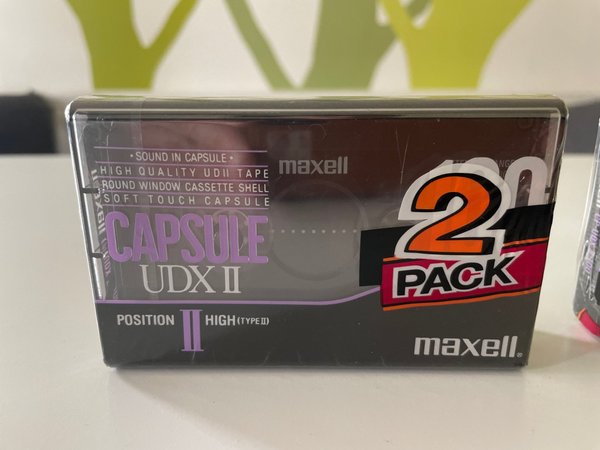 • SOUND IN CAPSULE •
HIGH QUALITY UDII TAPE
ROUND WINDOW CASSETTE SHELL
SOFT TOUCH CAPSULE
CAPSULE
UDX II
POSITION II HIGH (TYPE II)
maxell
2
PACK
maxell